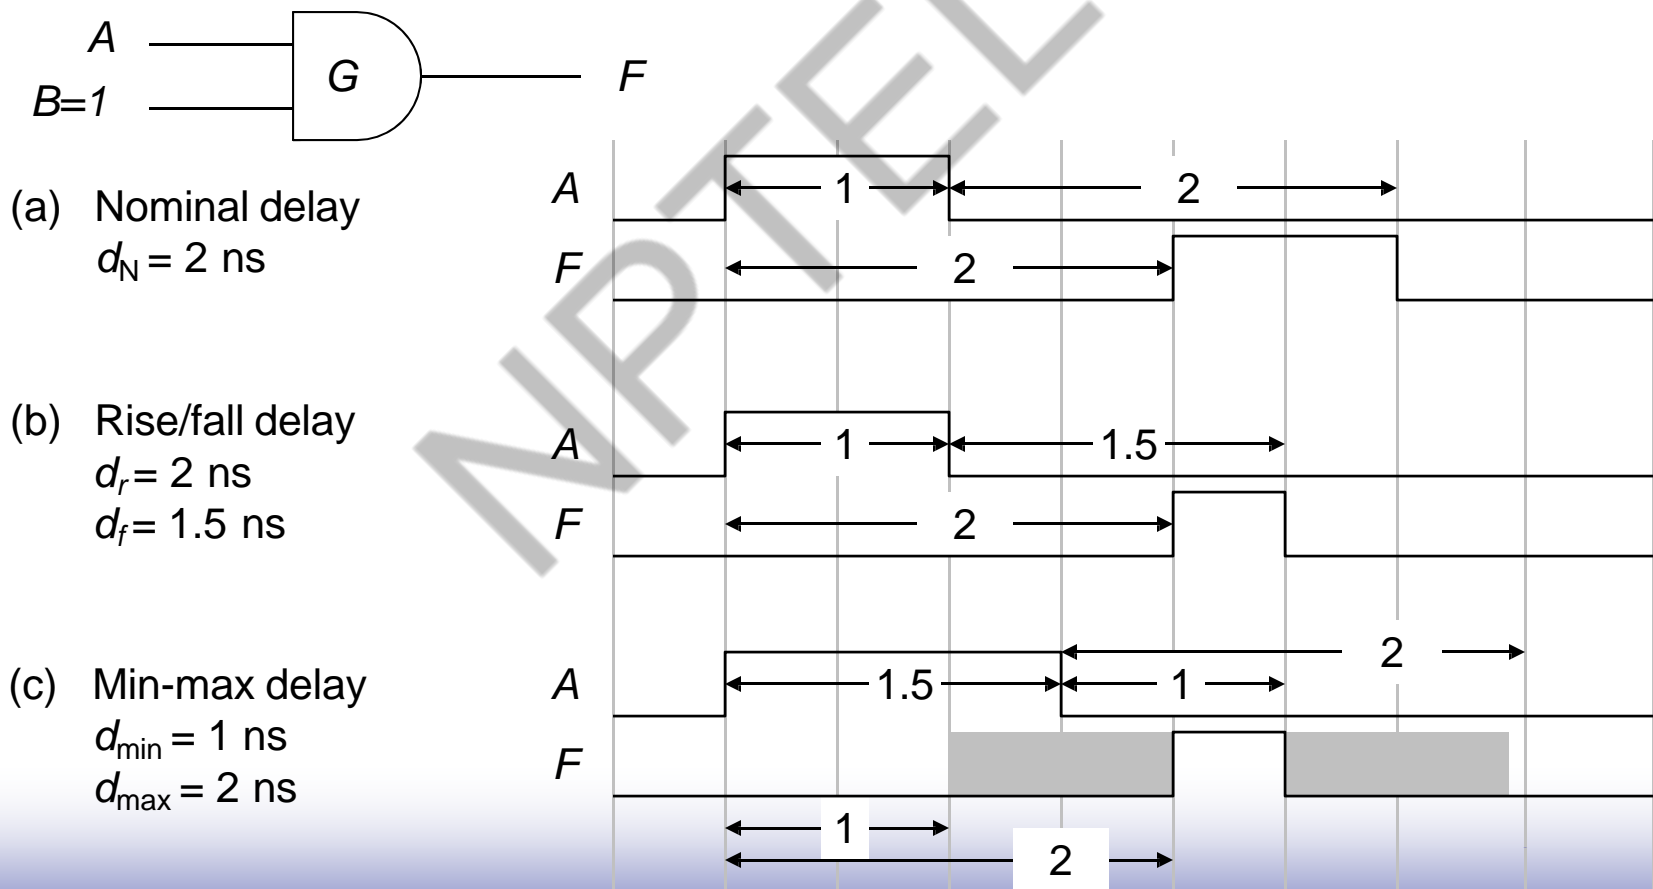 A
B=1
G
F
(a) Nominal delay
dN = 2 ns
A
1
2
F
2
(b) Rise/fall delay
dr = 2 ns
df = 1.5 ns
A
1
1.5
F
2
(c) Min-max delay
dmin = 1 ns
dmax = 2 ns
2
A
1.5
1
F
1
2
NPTEL